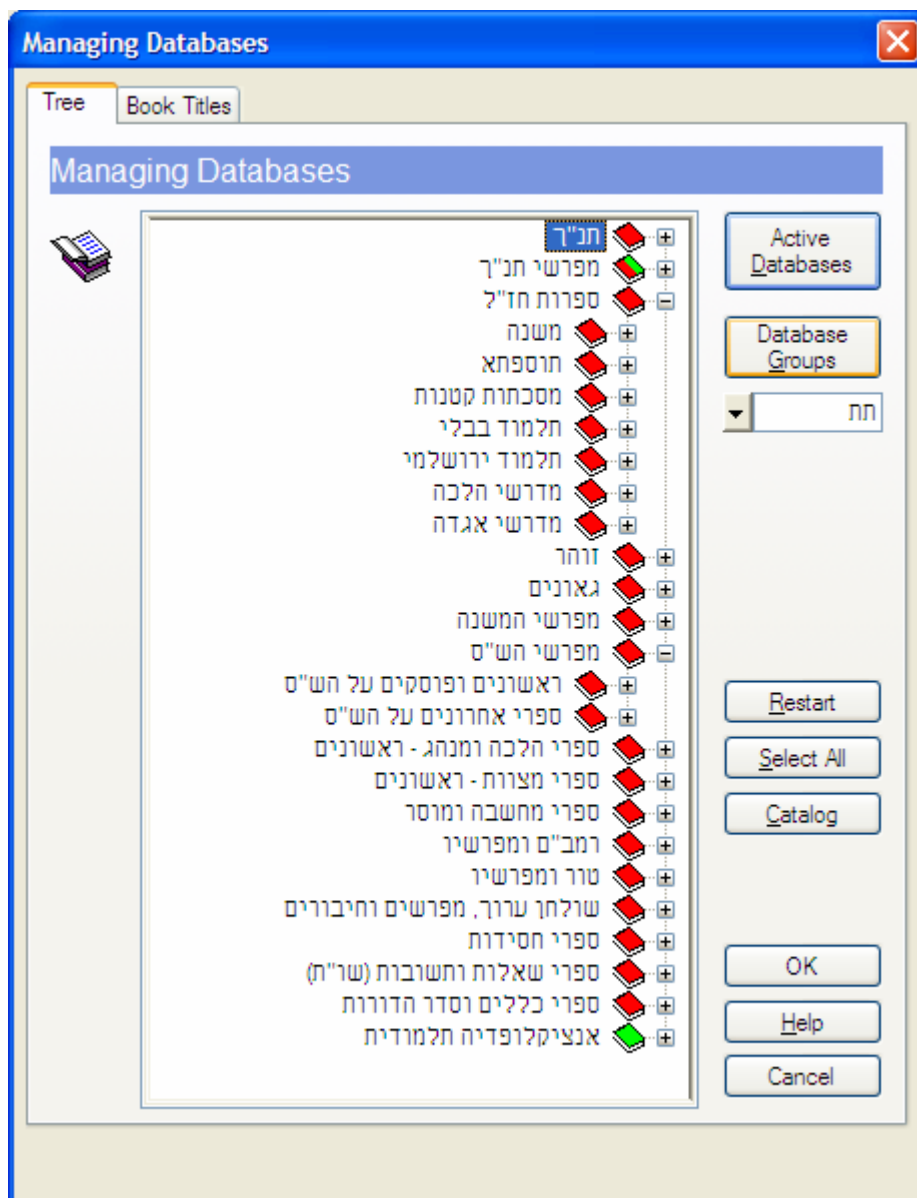 Managing Databases
Tree
Book Titles
Managing Databases
תנ"ך
מפרשי תנ"ך
ספרות חז"ל
משנה
תוספתא
מסכתות קטנות
תלמוד בבלי
תלמוד ירושלמי
מדרשי הלכה
מדרשי אגדה
זוהר
גאונים
מפרשי המשנה
מפרשי הש"ס
ראשונים ופוסקים על הש"ס
ספרי אחרונים על הש"ס
ספרי הלכה ומנהג - ראשונים
ספרי מצוות - ראשונים
ספרי מחשבה ומוסר
רמב"ם ומפרשיו
טור ומפרשיו
שולחן ערוך, מפרשים וחיבורים
ספרי חסידות
ספרי שאלות ותשובות (שו"ת)
ספרי כללים וסדר הדורות
אנציקלופדיה תלמודית
Active
Databases
Database
Groups
תת
Restart
Select All
Catalog
OK
Help
Cancel